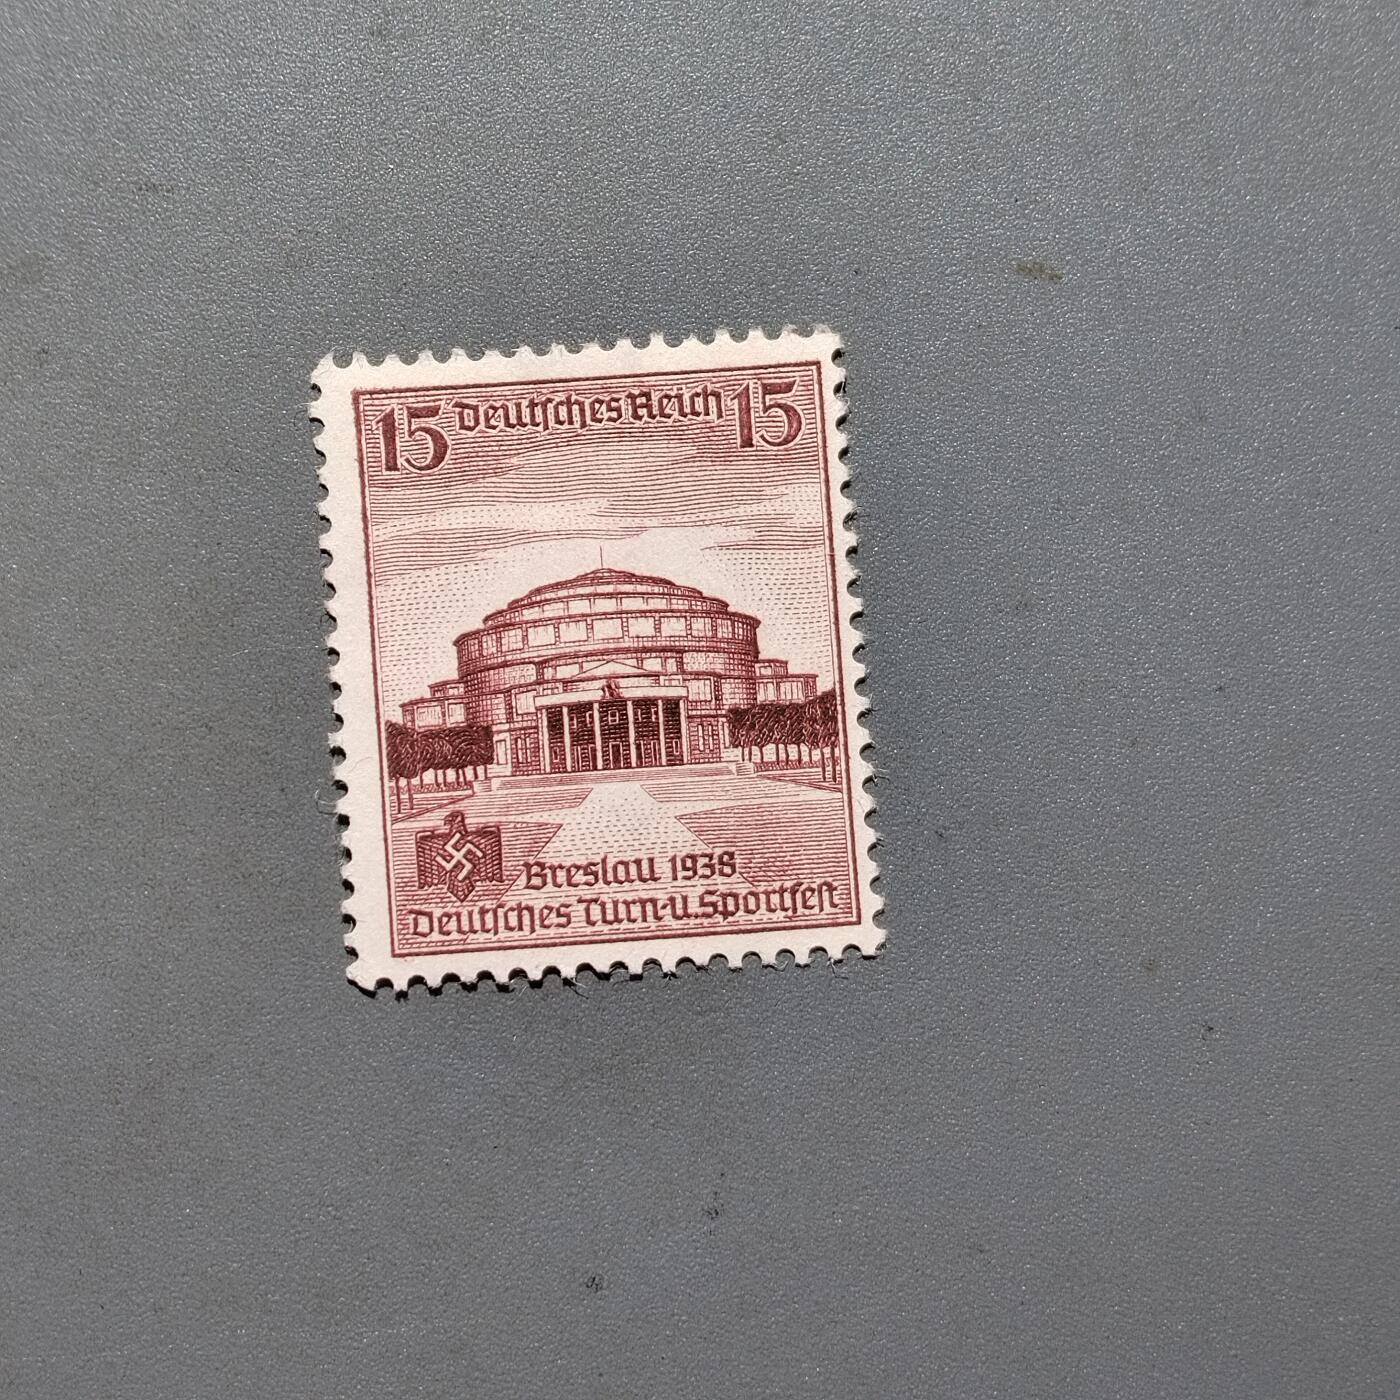 15 Deutsches Reich 15
Breslau 1938
Deutsches Turn-u.Sportfest